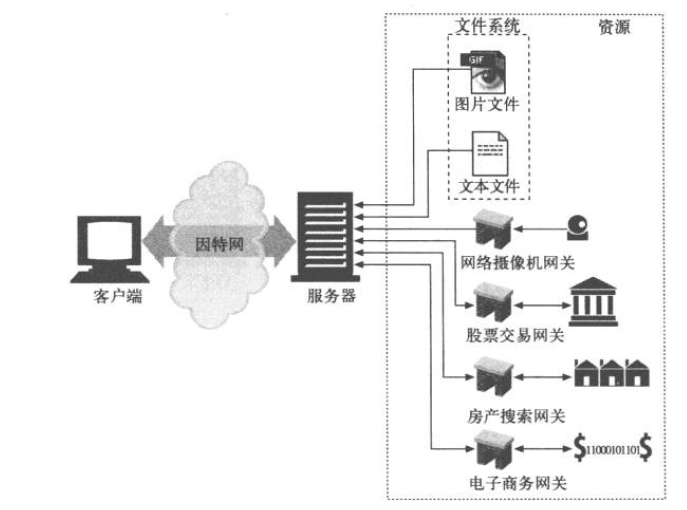 文件系统
资源
GIF
图片文件
文本文件
因特网
客户端
服务器
网络摄像机网关
股票交易网关
房产搜索网关
$11000101101$
电子商务网关